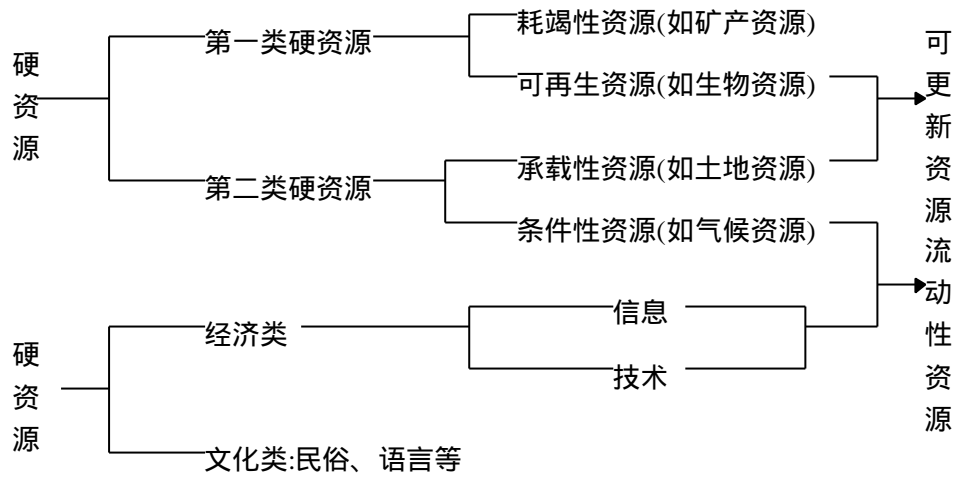 硬资源
第一类硬资源
耗竭性资源(如矿产资源)
可再生资源(如生物资源)
第二类硬资源
承载性资源(如土地资源)
条件性资源(如气候资源)
可更新资源
流动性资源
硬资源
经济类
信息
技术
文化类:民俗、语言等